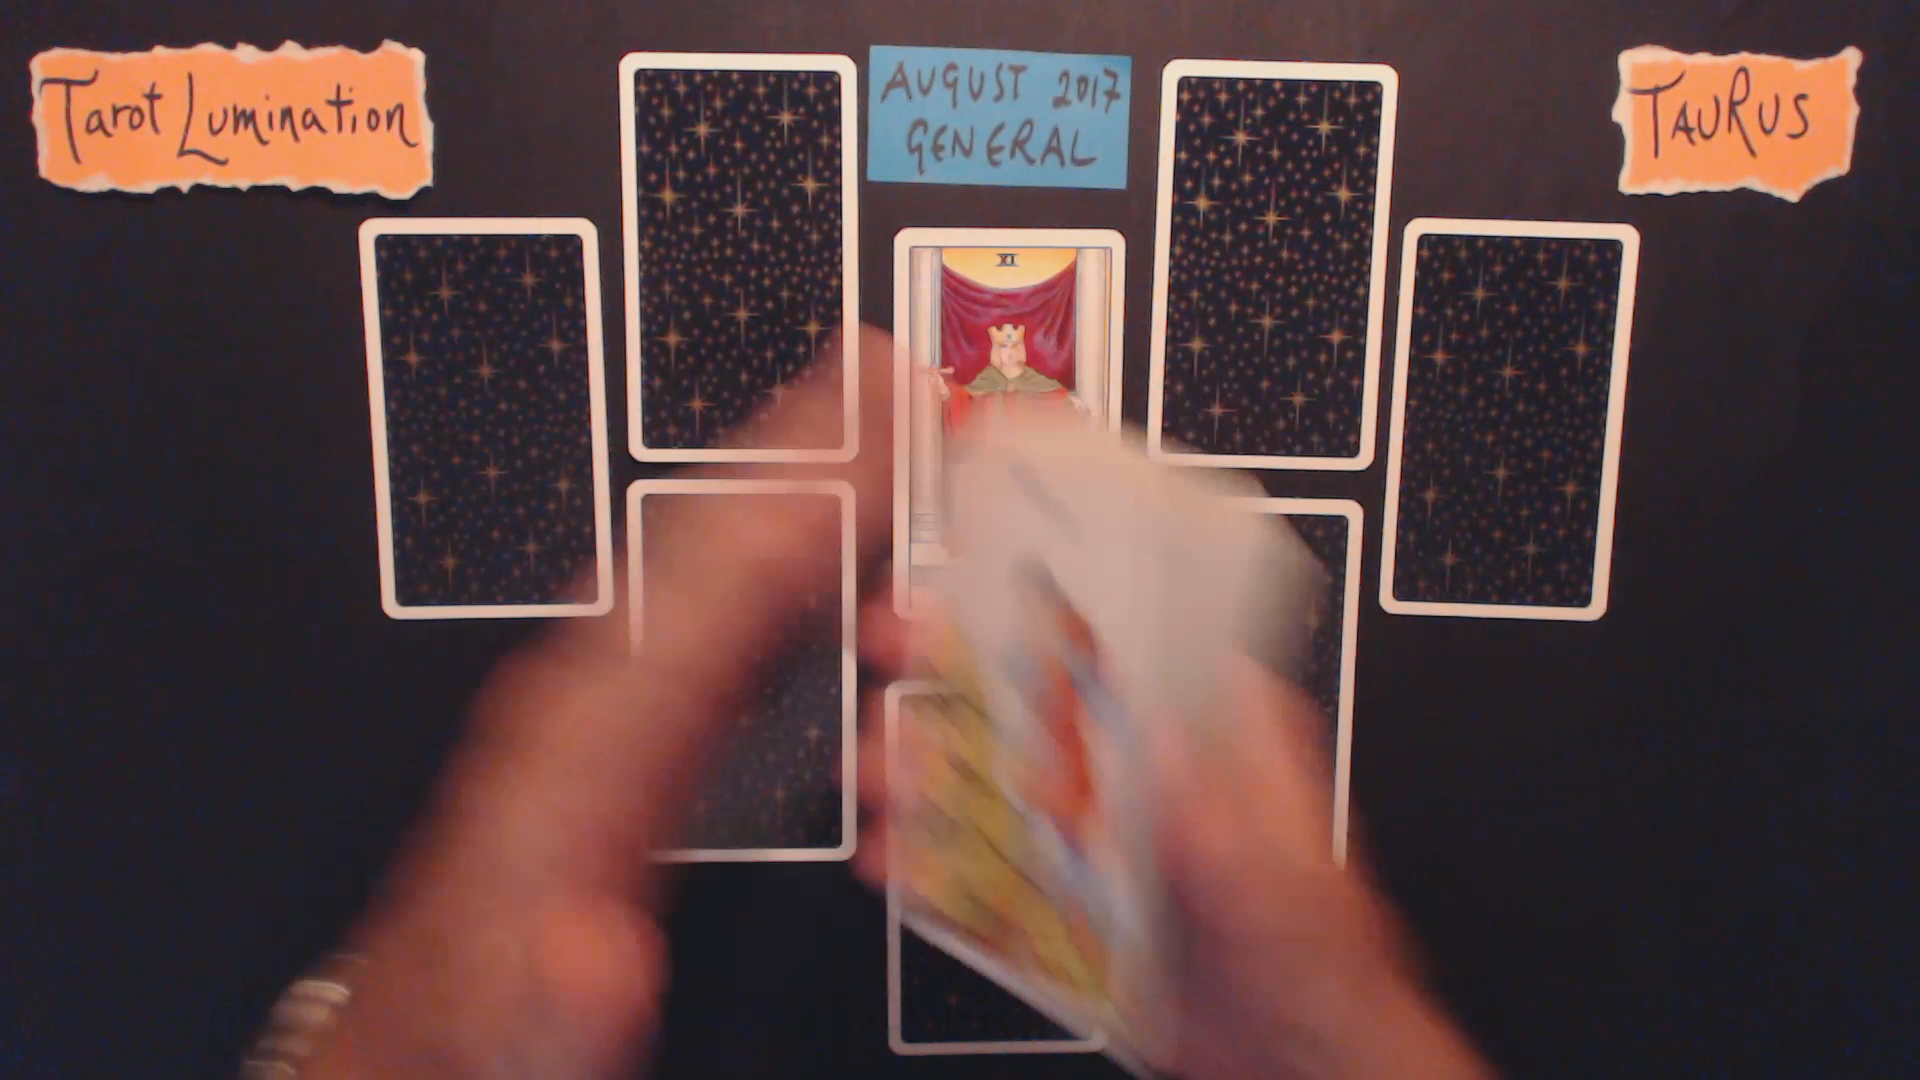 Tarot Lumination
AUGUST 2017
GENERAL
TAURUS
XI